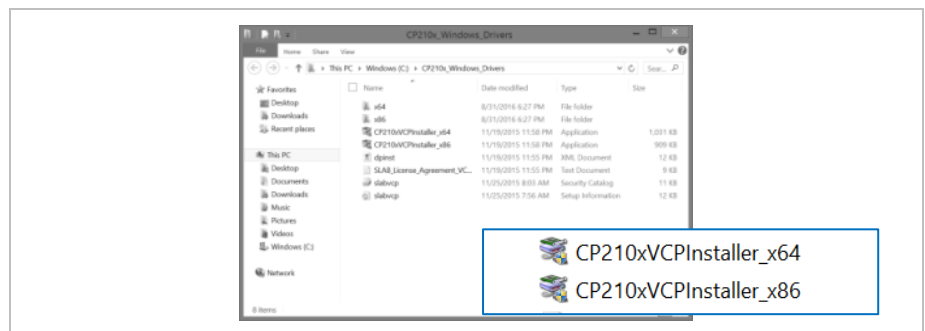 CP210x_Windows_Drivers
File Home Share View
This PC Windows (C:) CP210x_Windows_Drivers Sear...
Favorites
Desktop
Downloads
Recent places
This PC
Desktop
Documents
Downloads
Music
Pictures
Videos
Windows (C:)
Network
Name Date modified Type Size
x64 8/31/2016 6:27 PM File folder
x86 8/31/2016 6:27 PM File folder
CP210xVCPInstaller_x64 11/19/2015 11:58 PM Application 1,031 KB
CP210xVCPInstaller_x86 11/19/2015 11:58 PM Application 909 KB
dpinst 11/19/2015 11:55 PM XML Document 12 KB
SLAB_License_Agreement_VC... 11/19/2015 11:55 PM Text Document 9 KB
slabvcp 11/25/2015 8:03 AM Security Catalog 11 KB
slabvcp 11/25/2015 7:56 AM Setup Information 12 KB
8 items
CP210xVCPInstaller_x64
CP210xVCPInstaller_x86